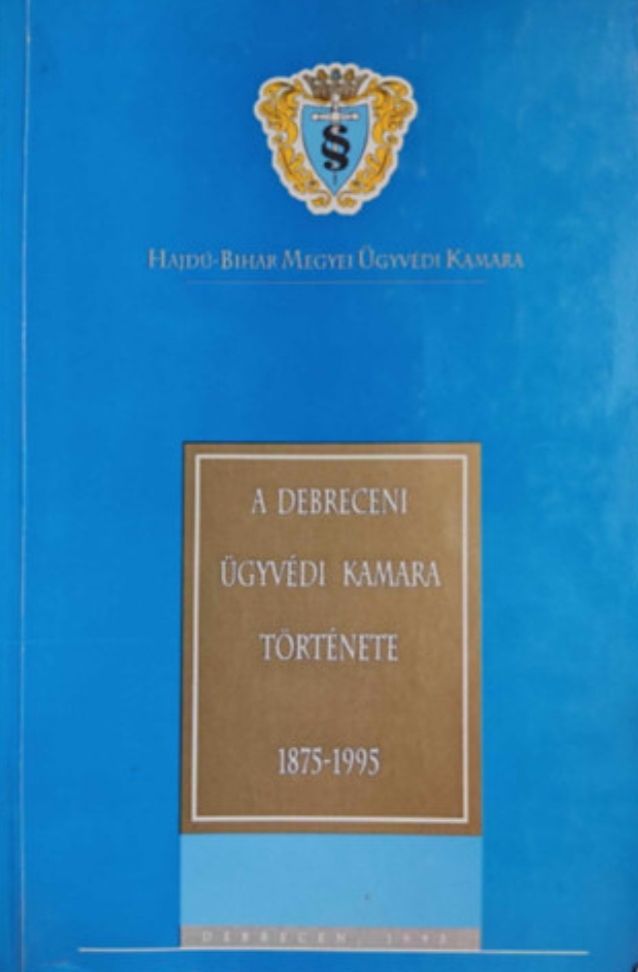 §
HAJDÚ-BIHAR MEGYEI ÜGYVÉDI KAMARA
A DEBRECENI
ÜGYVÉDI KAMARA
TÖRTÉNETE
1875-1995
DEBRECEN,